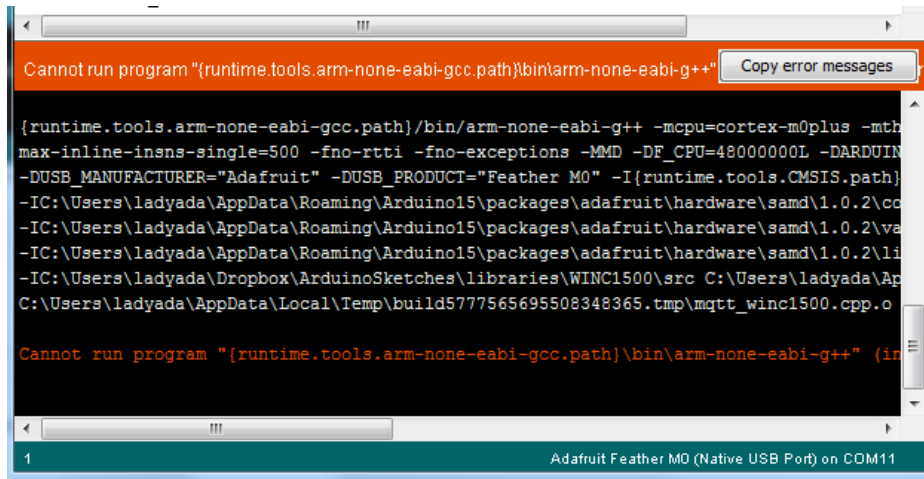 Cannot run program "{runtime.tools.arm-none-eabi-gcc.path}\bin\arm-none-eabi-g++"
Copy error messages
{runtime.tools.arm-none-eabi-gcc.path}/bin/arm-none-eabi-g++ -mcpu=cortex-m0plus -mth
max-inline-insns-single=500 -fno-rtti -fno-exceptions -MMD -DF_CPU=48000000L -DARDUIN
-DUSB_MANUFACTURER="Adafruit" -DUSB_PRODUCT="Feather M0" -I{runtime.tools.CMSIS.path}
-IC:\Users\ladyada\AppData\Roaming\Arduino15\packages\adafruit\hardware\samd\1.0.2\co
-IC:\Users\ladyada\AppData\Roaming\Arduino15\packages\adafruit\hardware\samd\1.0.2\va
-IC:\Users\ladyada\AppData\Roaming\Arduino15\packages\adafruit\hardware\samd\1.0.2\li
-IC:\Users\ladyada\Dropbox\ArduinoSketches\libraries\WINC1500\src C:\Users\ladyada\Ap
C:\Users\ladyada\AppData\Local\Temp\build5777565695508348365.tmp\mqtt_winc1500.cpp.o
Cannot run program "{runtime.tools.arm-none-eabi-gcc.path}\bin\arm-none-eabi-g++" (in
1
Adafruit Feather M0 (Native USB Port) on COM11